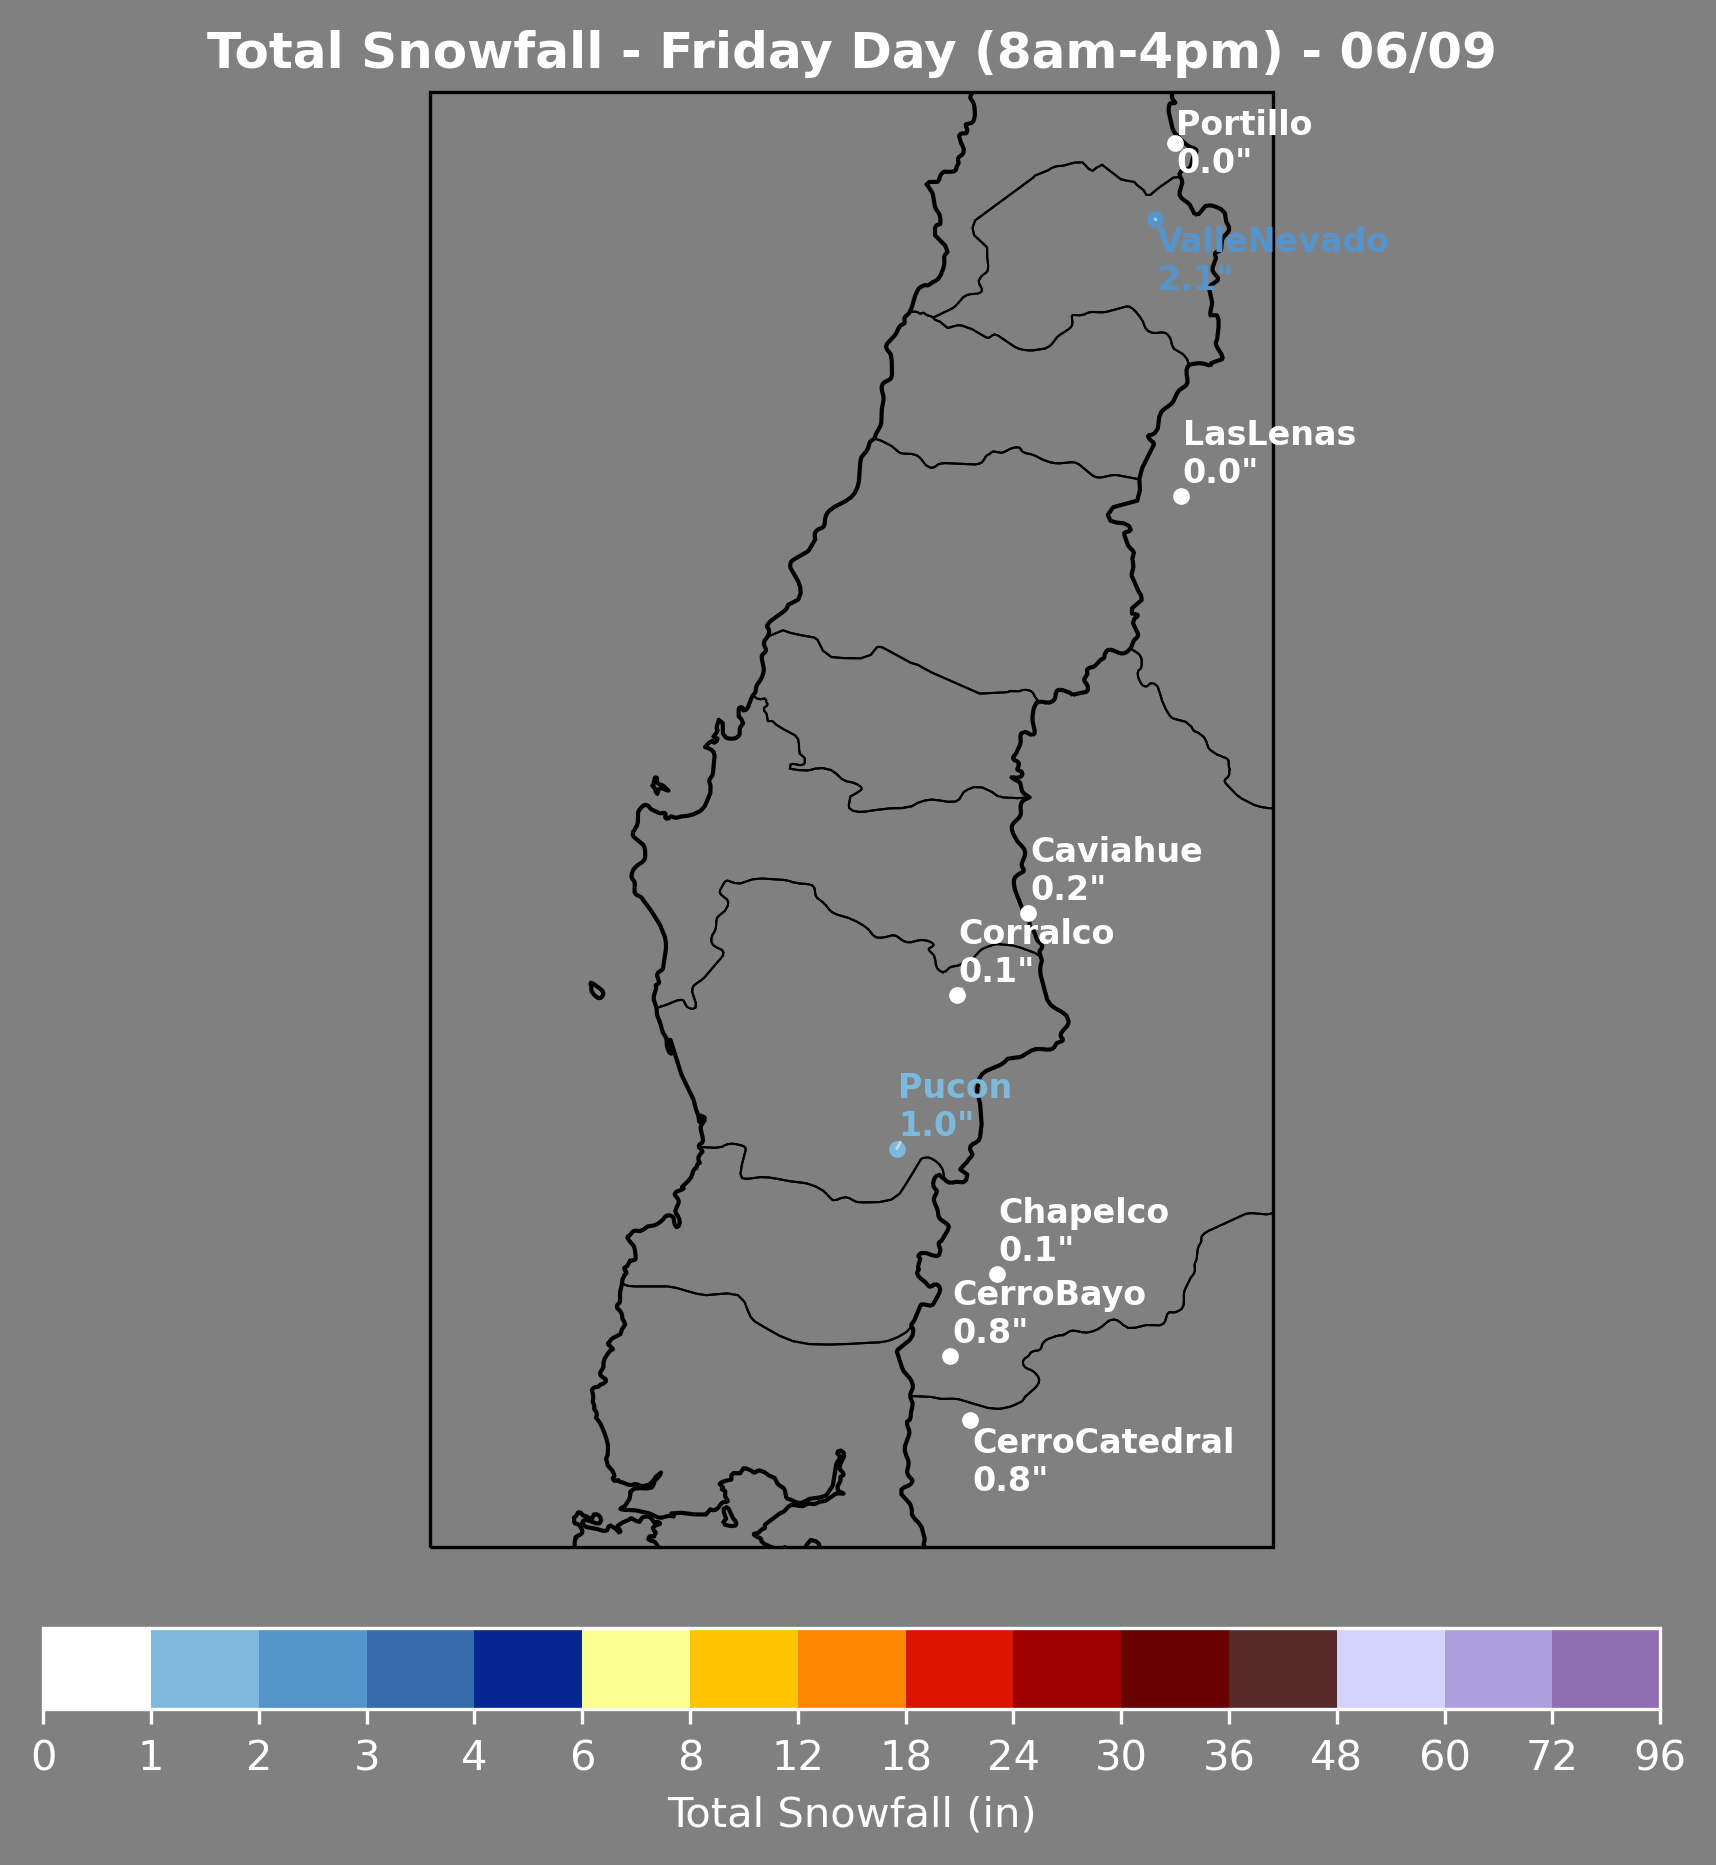 Total Snowfall - Friday Day (8am-4pm) - 06/09
Portillo
0.0"
ValleNevado
2.1"
LasLenas
0.0"
Caviahue
0.2"
Corralco
0.1"
Pucon
1.0"
Chapelco
0.1"
CerroBayo
0.8"
CerroCatedral
0.8"
0 1 2 3 4 6 8 12 18 24 30 36 48 60 72 96
Total Snowfall (in)